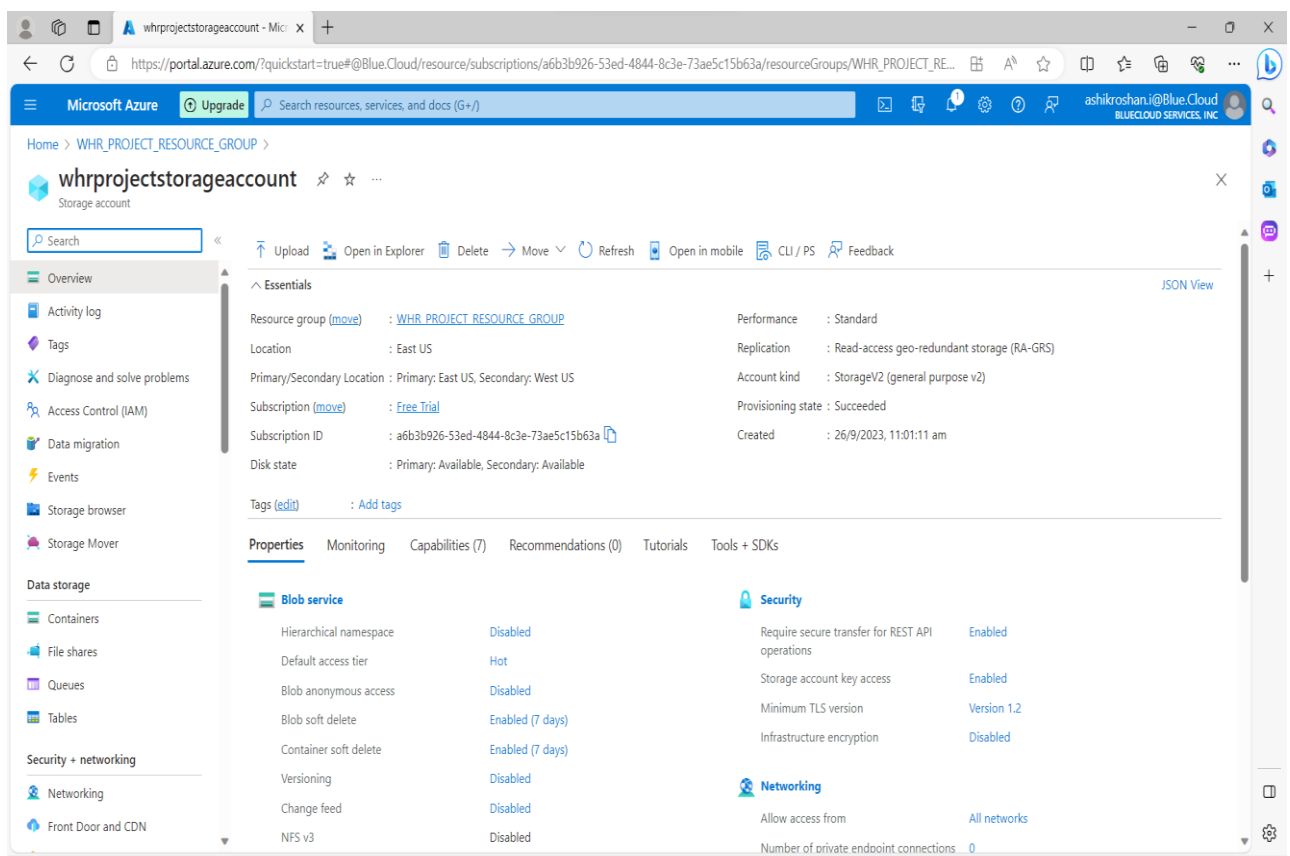 whrprojectstorageaccount - Micr
https://portal.azure.com/?quickstart=true#@Blue.Cloud/resource/subscriptions/a6b3b926-53ed-4844-8c3e-73ae5c15b63a/resourceGroups/WHR_PROJECT_RE...
Microsoft Azure
Upgrade
Search resources, services, and docs (G+/)
1
ashikroshan.i@Blue.Cloud
BLUECLOUD SERVICES, INC
Home > WHR_PROJECT_RESOURCE_GROUP >
whrprojectstorageaccount
Storage account
Search
Overview
Activity log
Tags
Diagnose and solve problems
Access Control (IAM)
Data migration
Events
Storage browser
Storage Mover
Data storage
Containers
File shares
Queues
Tables
Security + networking
Networking
Front Door and CDN
Upload Open in Explorer Delete Move Refresh Open in mobile CLI / PS Feedback
Essentials
JSON View
Resource group (move) : WHR_PROJECT_RESOURCE_GROUP
Location : East US
Primary/Secondary Location : Primary: East US, Secondary: West US
Subscription (move) : Free Trial
Subscription ID : a6b3b926-53ed-4844-8c3e-73ae5c15b63a
Disk state : Primary: Available, Secondary: Available
Performance : Standard
Replication : Read-access geo-redundant storage (RA-GRS)
Account kind : StorageV2 (general purpose v2)
Provisioning state : Succeeded
Created : 26/9/2023, 11:01:11 am
Tags (edit) : Add tags
Properties Monitoring Capabilities (7) Recommendations (0) Tutorials Tools + SDKs
Blob service
Hierarchical namespace Disabled
Default access tier Hot
Blob anonymous access Disabled
Blob soft delete Enabled (7 days)
Container soft delete Enabled (7 days)
Versioning Disabled
Change feed Disabled
NFS v3 Disabled
Security
Require secure transfer for REST API Enabled
operations
Storage account key access Enabled
Minimum TLS version Version 1.2
Infrastructure encryption Disabled
Networking
Allow access from All networks
Number of private endpoint connections 0